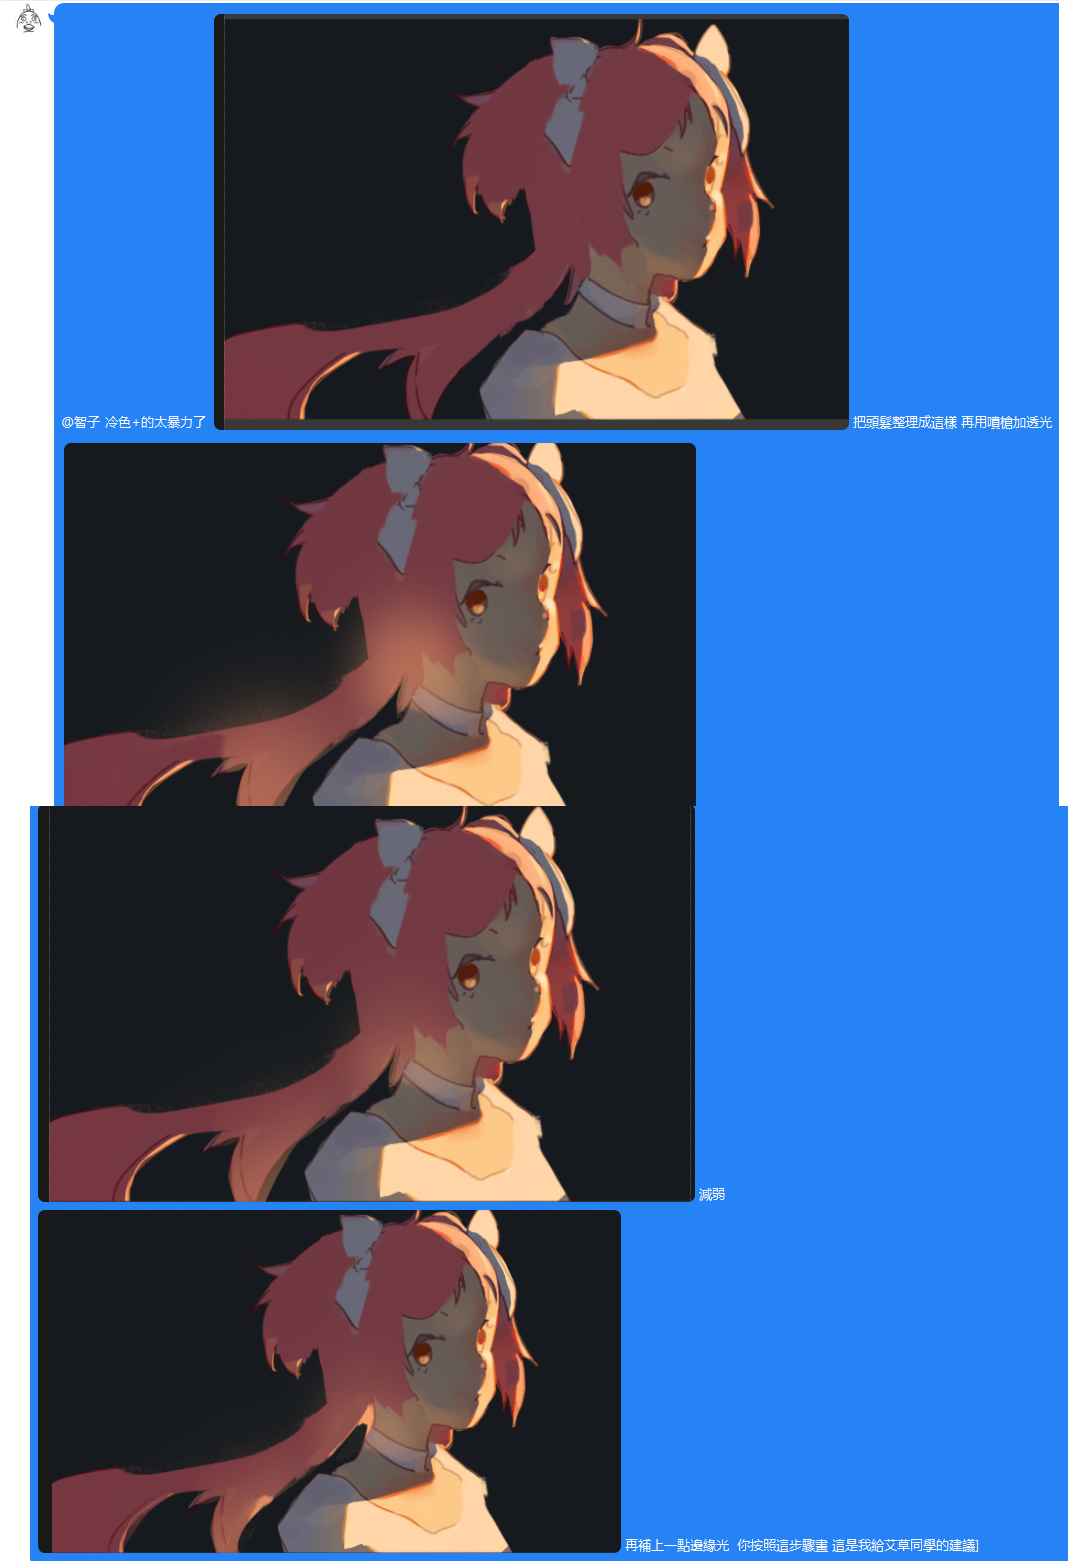 @智子 冷色+的太暴力了
把頭髮整理成這樣 再用噴槍加透光
減弱
再補上一點邊緣光 你按照這步驟畫 這是我給艾草同學的建議]